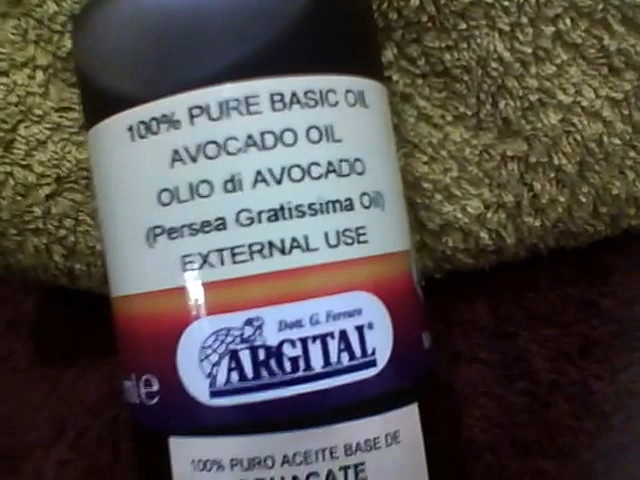 100% PURE BASIC OIL
AVOCADO OIL
OLIO di AVOCADO
(Persea Gratissima Oil)
EXTERNAL USE
Dott. G. Ferraro
ARGITAL®
mle
100% PURO ACEITE BASE DE